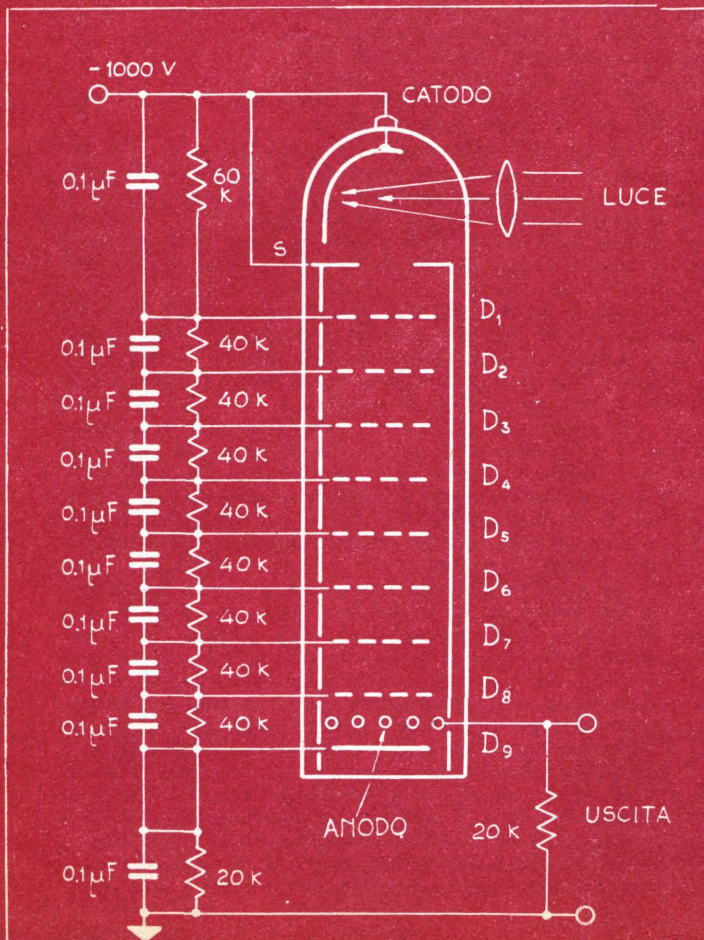 - 1000 V
CATODO
0.1 µF
60 K
LUCE
S
D1
0.1 µF
40 K
D2
0.1 µF
40 K
D3
0.1 µF
40 K
D4
0.1 µF
40 K
D5
0.1 µF
40 K
D6
0.1 µF
40 K
D7
0.1 µF
40 K
D8
0.1 µF
40 K
D9
ANODO
20 K
USCITA
0.1 µF
20 K